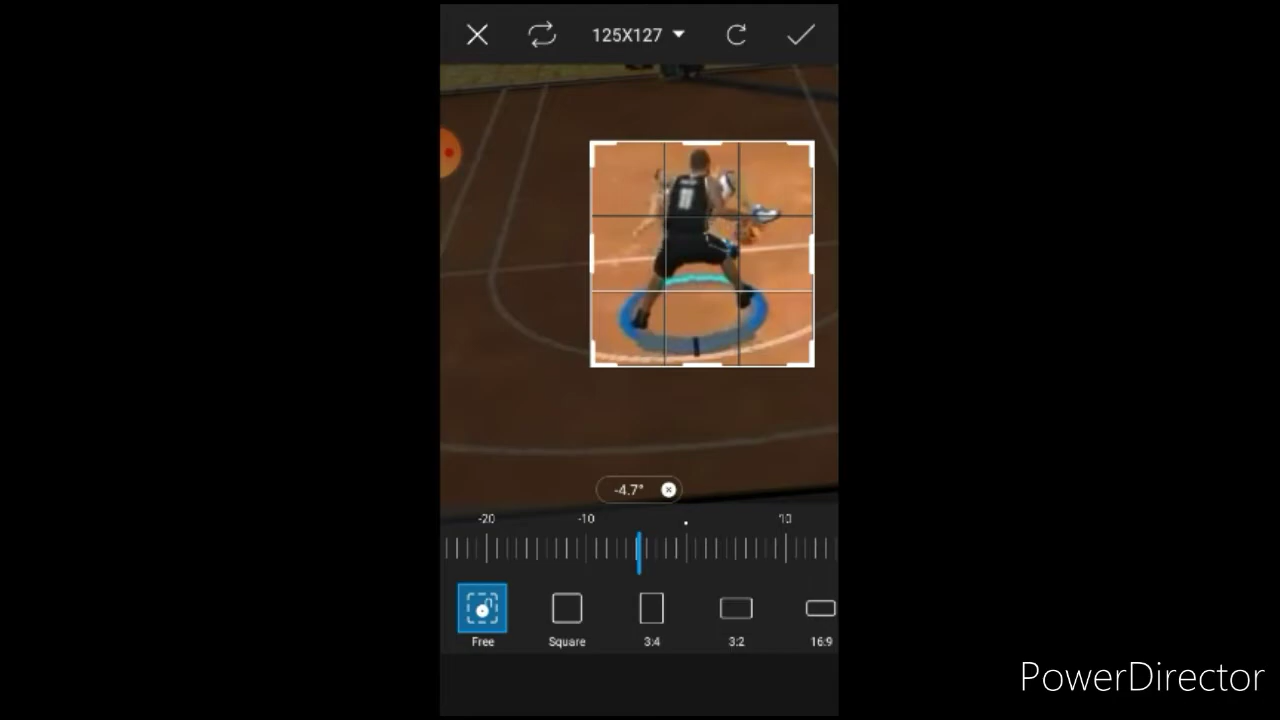 125X127
-4.7°
-20 -10 10
Free Square 3:4 3:2 16:9
PowerDirector